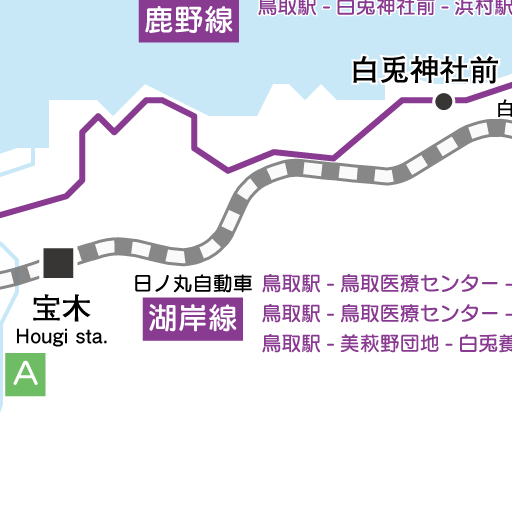 鹿野線
鳥取駅 - 白兎神社前 - 浜村駅
白兎神社前
白
宝木
Hougi sta.
A
日ノ丸自動車
湖岸線
鳥取駅 - 鳥取医療センター -
鳥取駅 - 鳥取医療センター -
鳥取駅 - 美萩野団地 - 白兎養